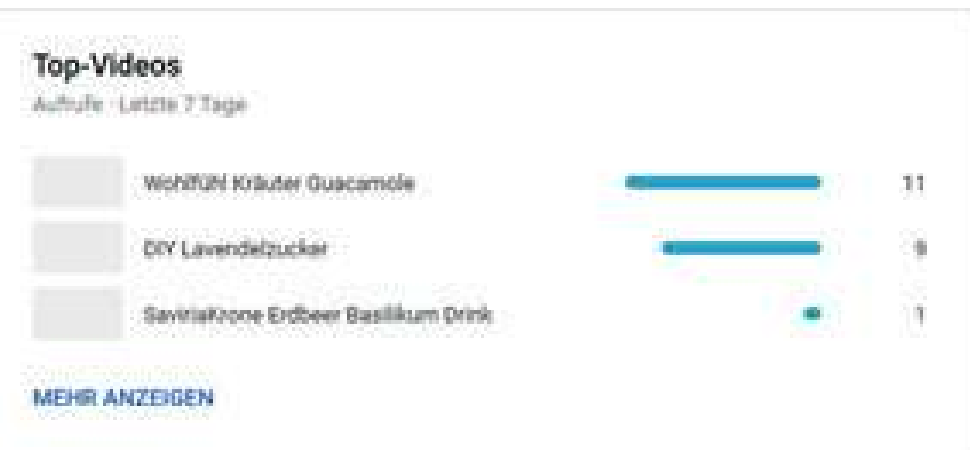 Top-Videos
Aufrufe · Letzte 7 Tage
Wohlfühl Kräuter Guacamole 11
DIY Lavendelzucker 9
Erdbeer Basilikum Drink 1
MEHR ANZEIGEN